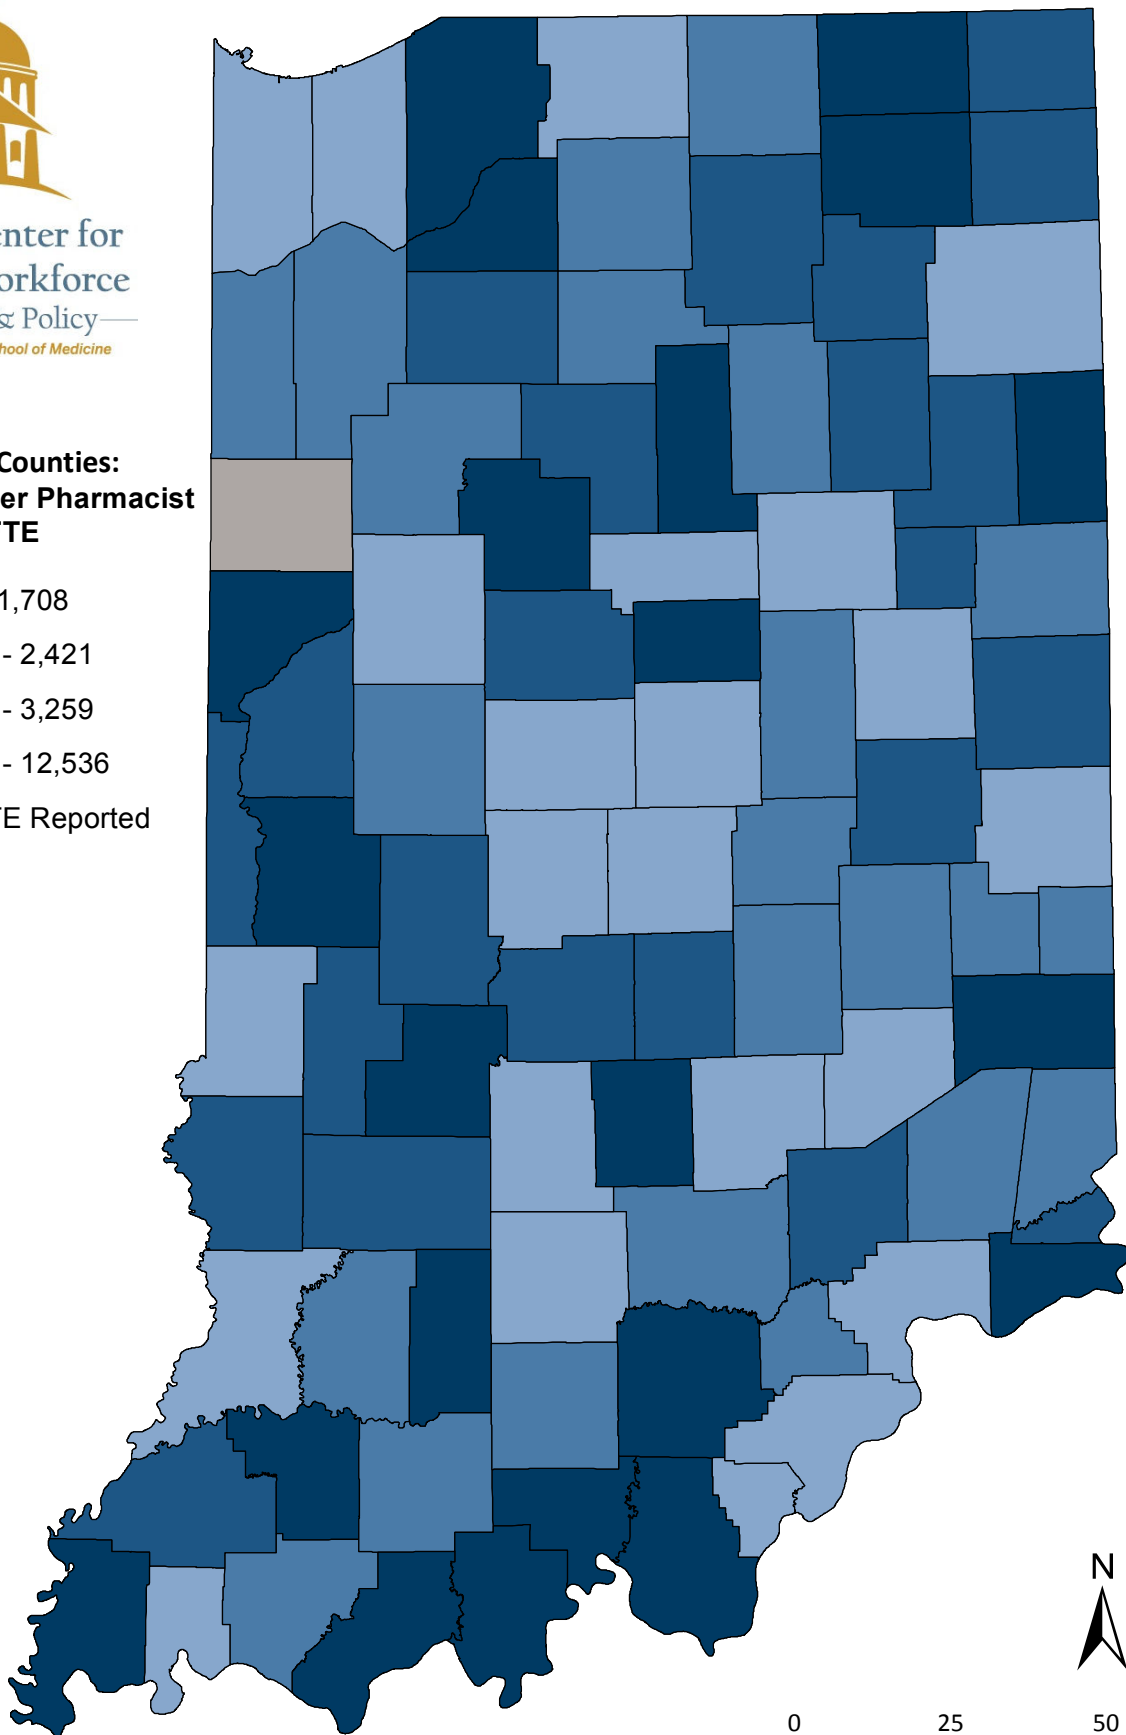 enter for
orkforce
& Policy
hool of Medicine
Counties:
er Pharmacist
TE
1,708
- 2,421
- 3,259
- 12,536
TE Reported
N
0 25 50